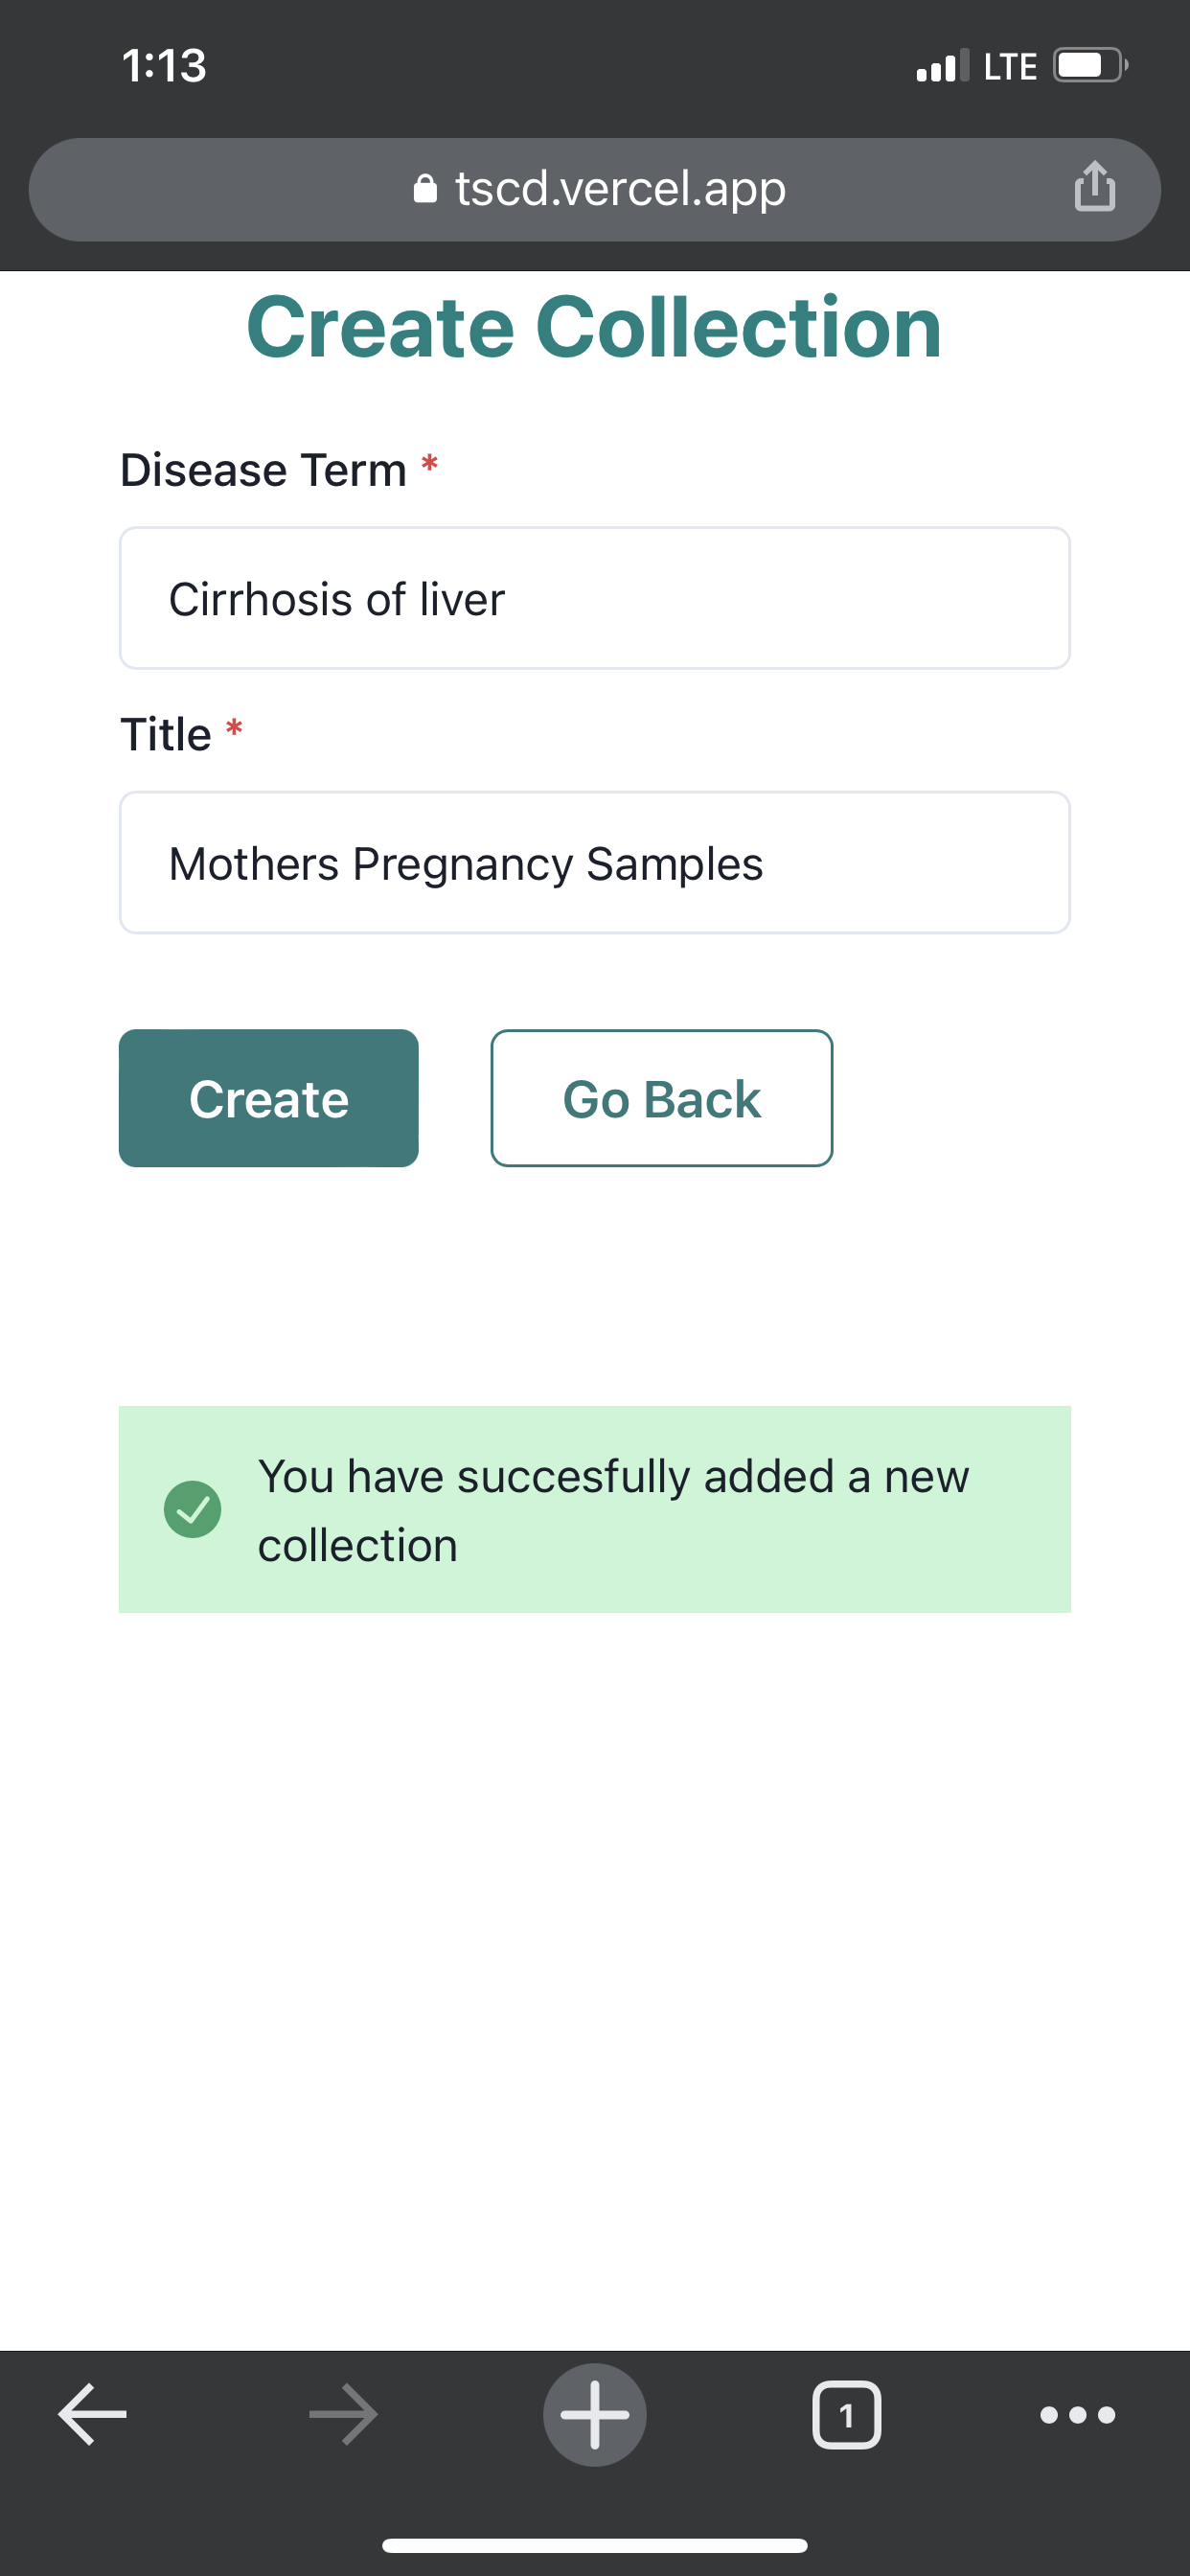 1:13 LTE
tscd.vercel.app
Create Collection
Disease Term *
Cirrhosis of liver
Title *
Mothers Pregnancy Samples
Create Go Back
You have succesfully added a new
collection
1